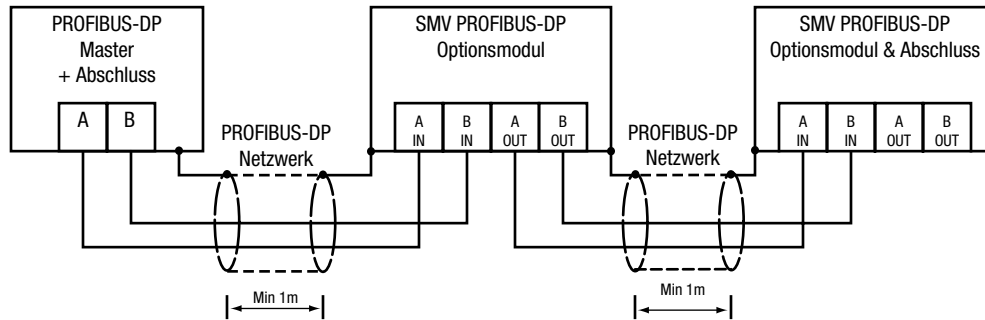 PROFIBUS-DP
Master
+ Abschluss
A
B
PROFIBUS-DP
Netzwerk
Min 1m
SMV PROFIBUS-DP
Optionsmodul
A
IN
B
IN
A
OUT
B
OUT
PROFIBUS-DP
Netzwerk
Min 1m
SMV PROFIBUS-DP
Optionsmodul & Abschluss
A
IN
B
IN
A
OUT
B
OUT